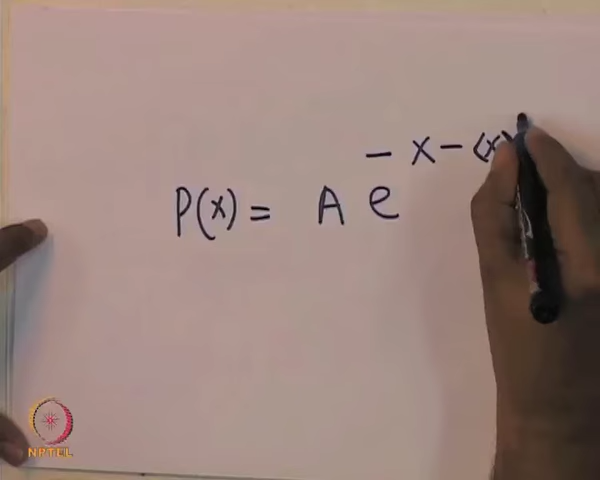 P(x) = A e^{- x - ⟨x⟩}
NPTEL